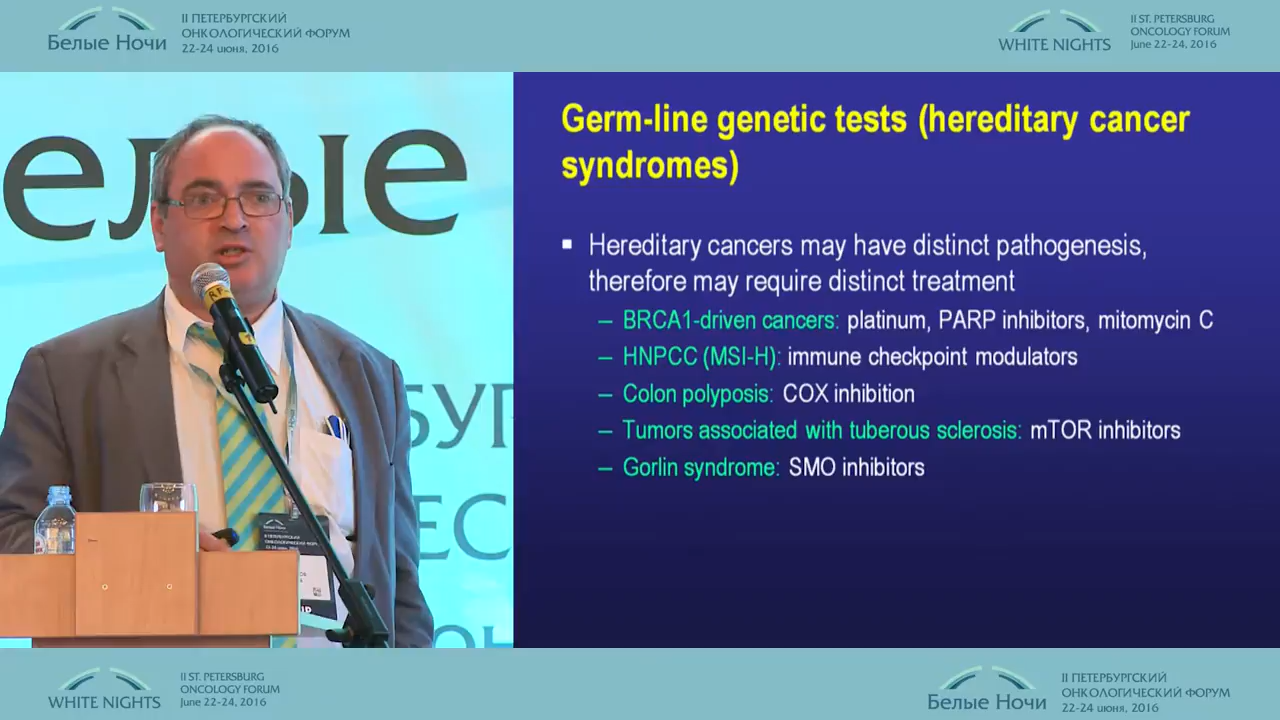 II ПЕТЕРБУРГСКИЙ
ОНКОЛОГИЧЕСКИЙ ФОРУМ
22-24 июня, 2016
Белые Ночи
II ST. PETERSBURG
ONCOLOGY FORUM
June 22-24, 2016
WHITE NIGHTS
елые
БУР
ЕС
Germ-line genetic tests (hereditary cancer
syndromes)
▪ Hereditary cancers may have distinct pathogenesis,
therefore may require distinct treatment
– BRCA1-driven cancers: platinum, PARP inhibitors, mitomycin C
– HNPCC (MSI-H): immune checkpoint modulators
– Colon polyposis: COX inhibition
– Tumors associated with tuberous sclerosis: mTOR inhibitors
– Gorlin syndrome: SMO inhibitors
II ST. PETERSBURG
ONCOLOGY FORUM
June 22-24, 2016
WHITE NIGHTS
II ПЕТЕРБУРГСКИЙ
ОНКОЛОГИЧЕСКИЙ ФОРУМ
22-24 июня, 2016
Белые Ночи